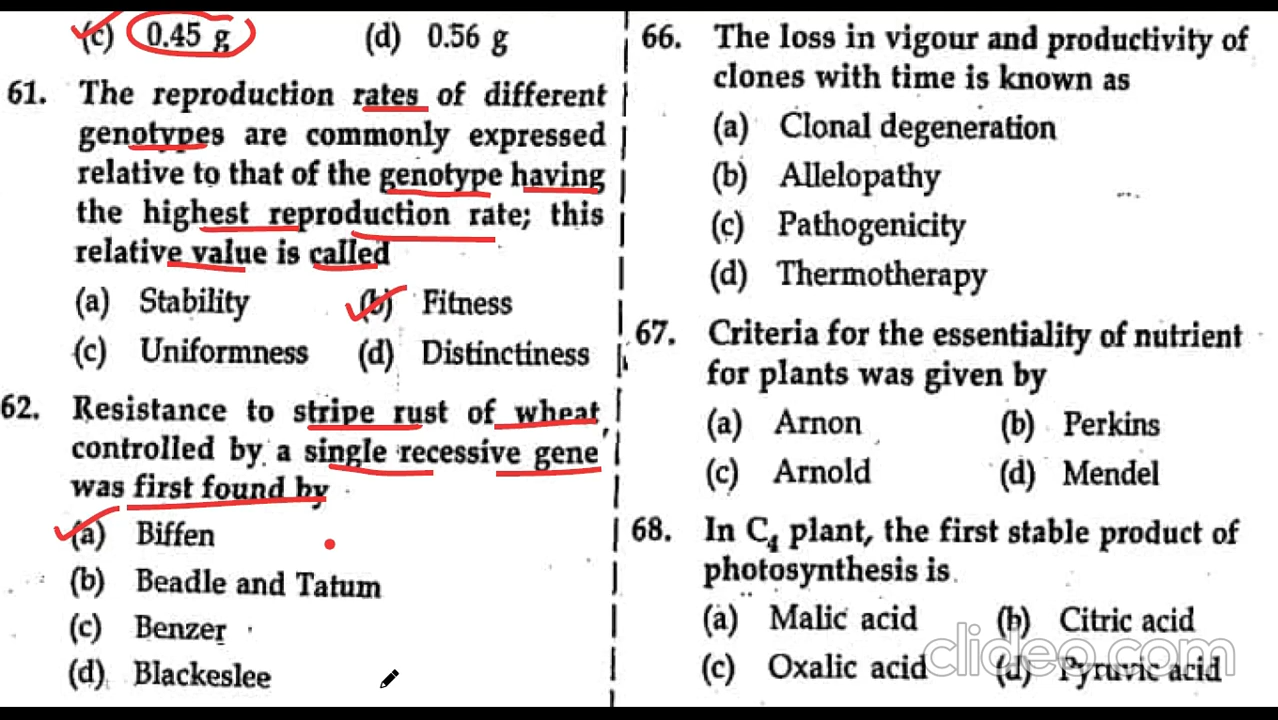 (c) 0.45 g (d) 0.56 g
61. The reproduction rates of different
genotypes are commonly expressed
relative to that of the genotype having
the highest reproduction rate; this
relative value is called
(a) Stability (b) Fitness
(c) Uniformness (d) Distinctiness
62. Resistance to stripe rust of wheat
controlled by a single recessive gene
was first found by
(a) Biffen
(b) Beadle and Tatum
(c) Benzer
(d) Blackeslee
66. The loss in vigour and productivity of
clones with time is known as
(a) Clonal degeneration
(b) Allelopathy
(c) Pathogenicity
(d) Thermotherapy
67. Criteria for the essentiality of nutrient
for plants was given by
(a) Arnon (b) Perkins
(c) Arnold (d) Mendel
68. In C₄ plant, the first stable product of
photosynthesis is
(a) Malic acid (b) Citric acid
(c) Oxalic acid (d) Pyruvic acid
clideo.com